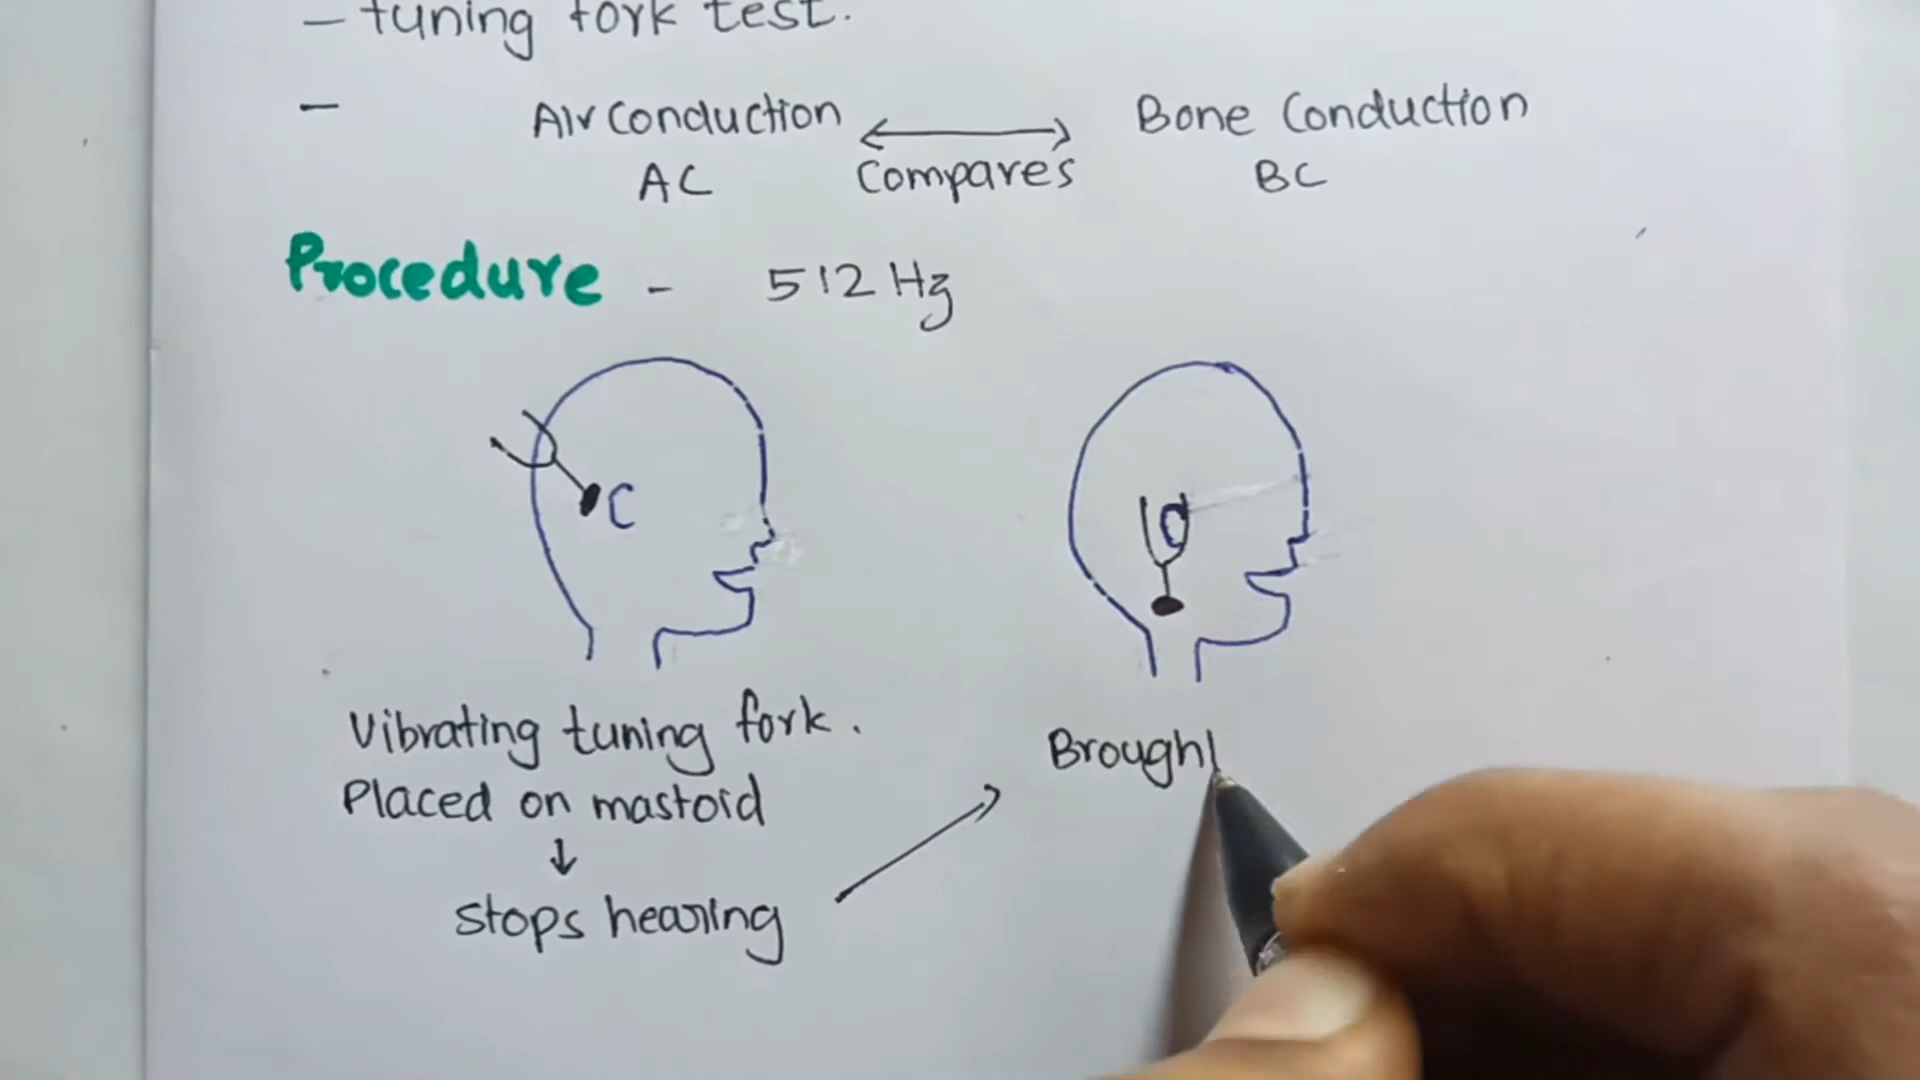 – tuning fork test.
– Air Conduction ⟷ Bone Conduction
AC Compares BC
Procedure - 512 Hz
C
Vibrating tuning fork.
Placed on mastoid
↓
stops hearing
Brough